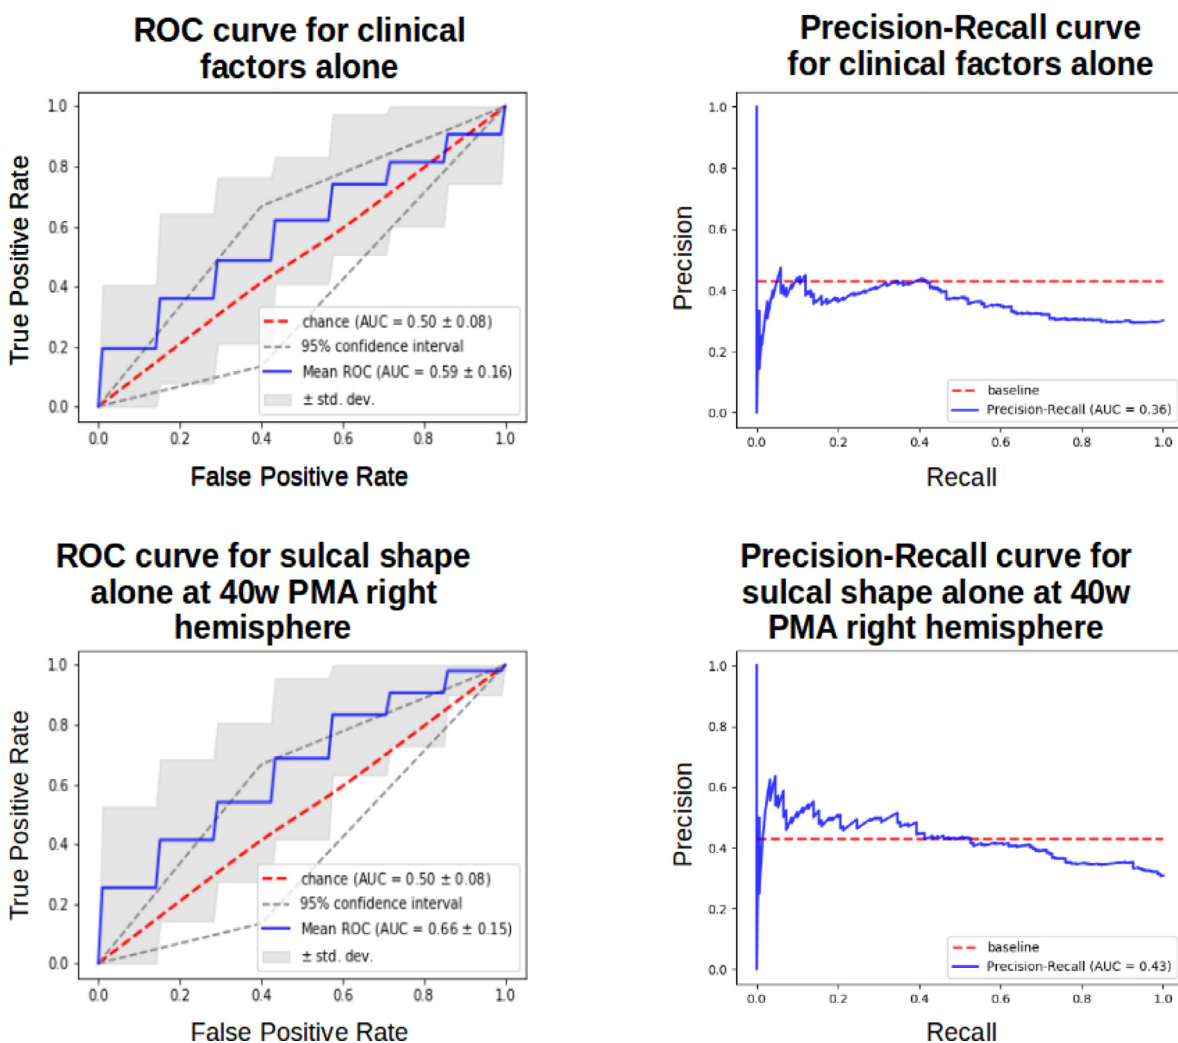 ROC curve for clinical
factors alone
1.0
0.8
0.6
0.4
0.2
0.0
True Positive Rate
chance (AUC = 0.50 ± 0.08)
95% confidence interval
Mean ROC (AUC = 0.59 ± 0.16)
± std. dev.
0.0 0.2 0.4 0.6 0.8 1.0
False Positive Rate
Precision-Recall curve
for clinical factors alone
1.0
0.8
0.6
0.4
0.2
0.0
Precision
baseline
Precision-Recall (AUC = 0.36)
0.0 0.2 0.4 0.6 0.8 1.0
Recall
ROC curve for sulcal shape
alone at 40w PMA right
hemisphere
1.0
0.8
0.6
0.4
0.2
0.0
True Positive Rate
chance (AUC = 0.50 ± 0.08)
95% confidence interval
Mean ROC (AUC = 0.66 ± 0.15)
± std. dev.
0.0 0.2 0.4 0.6 0.8 1.0
False Positive Rate
Precision-Recall curve for
sulcal shape alone at 40w
PMA right hemisphere
1.0
0.8
0.6
0.4
0.2
0.0
Precision
baseline
Precision-Recall (AUC = 0.43)
0.0 0.2 0.4 0.6 0.8 1.0
Recall